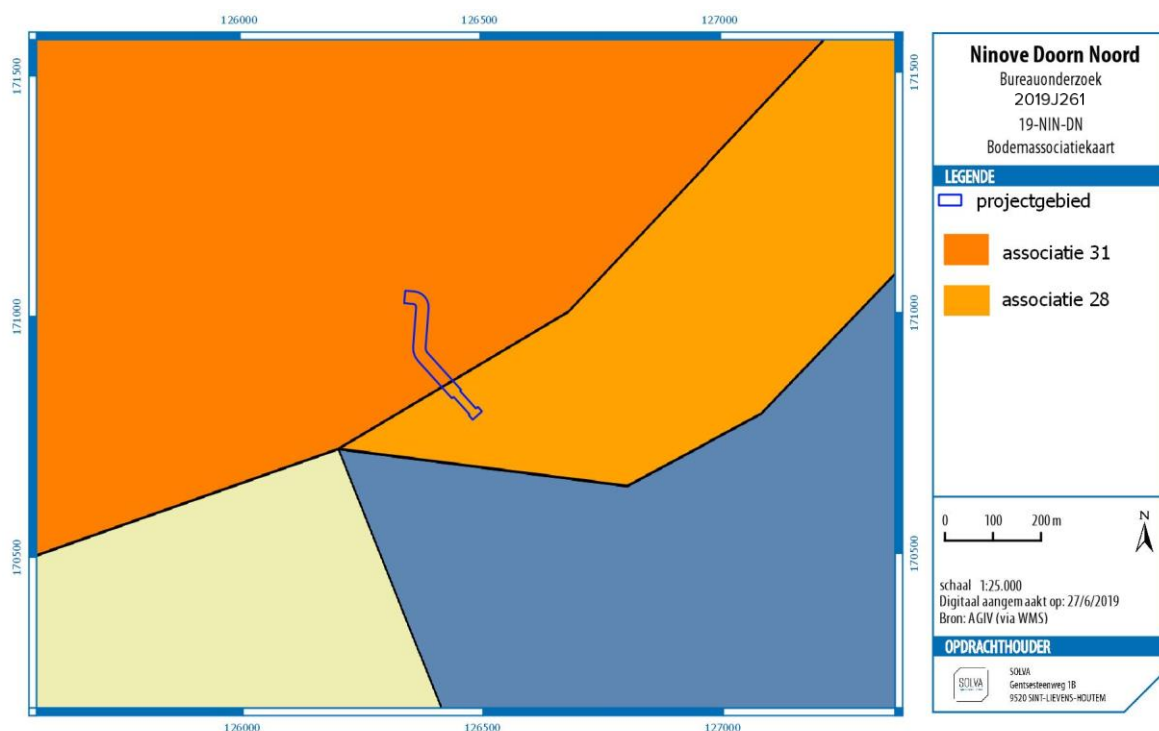 126000
126500
127000
171500
171000
170500
171500
171000
170500
126000
126500
127000
Ninove Doorn Noord
Bureauonderzoek
2019J261
19-NIN-DN
Bodemassociatiekaart
LEGENDE
projectgebied
associatie 31
associatie 28
0 100 200 m
N
schaal 1:25.000
Digitaal aangemaakt op: 27/6/2019
Bron: AGIV (via WMS)
OPDRACHTHOUDER
SOLVA
SOLVA
Gentsesteenweg 1B
9520 SINT-LIEVENS-HOUTEM